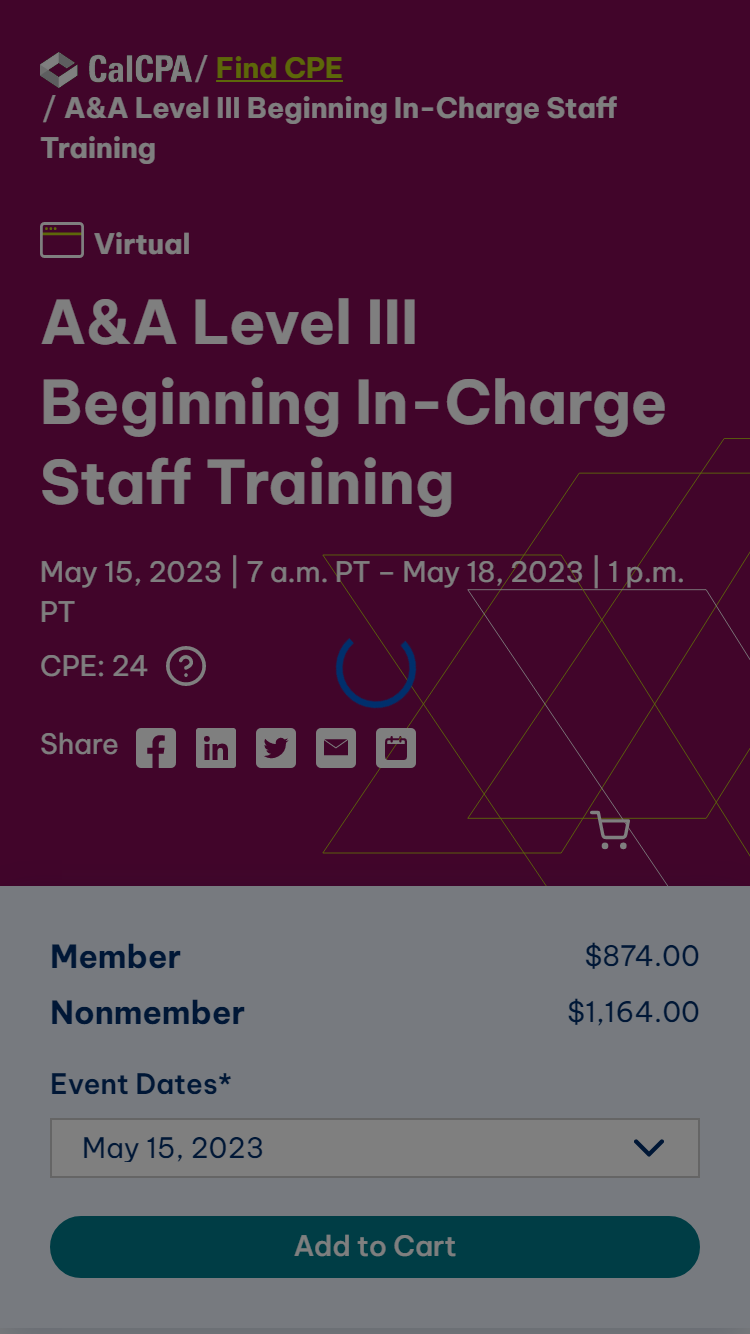 CalCPA / Find CPE
/ A&A Level III Beginning In-Charge Staff
Training
Virtual
A&A Level III
Beginning In-Charge
Staff Training
May 15, 2023 | 7 a.m. PT – May 18, 2023 | 1 p.m.
PT
CPE: 24 ?
Share
Member $874.00
Nonmember $1,164.00
Event Dates*
May 15, 2023
Add to Cart